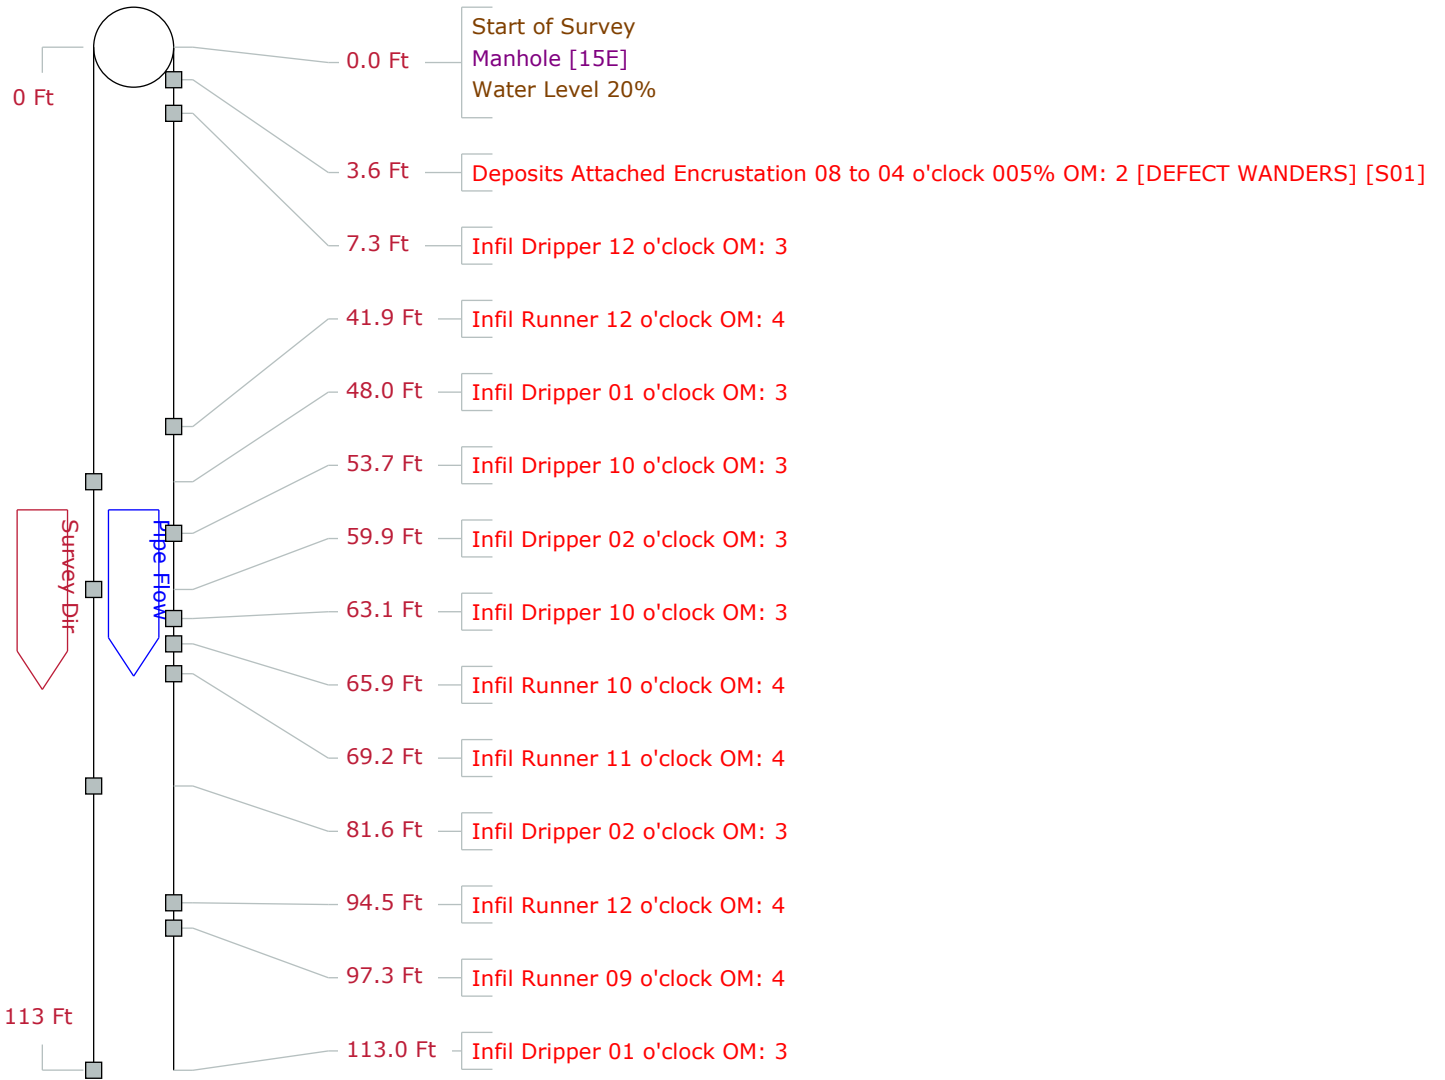 Start of Survey
0.0 Ft
Manhole [15E]
Water Level 20%
0 Ft
3.6 Ft
Deposits Attached Encrustation 08 to 04 o'clock 005% OM: 2 [DEFECT WANDERS] [S01]
7.3 Ft
Infil Dripper 12 o'clock OM: 3
41.9 Ft
Infil Runner 12 o'clock OM: 4
48.0 Ft
Infil Dripper 01 o'clock OM: 3
53.7 Ft
Infil Dripper 10 o'clock OM: 3
Survey Dir
Pipe Flow
59.9 Ft
Infil Dripper 02 o'clock OM: 3
63.1 Ft
Infil Dripper 10 o'clock OM: 3
65.9 Ft
Infil Runner 10 o'clock OM: 4
69.2 Ft
Infil Runner 11 o'clock OM: 4
81.6 Ft
Infil Dripper 02 o'clock OM: 3
94.5 Ft
Infil Runner 12 o'clock OM: 4
97.3 Ft
Infil Runner 09 o'clock OM: 4
113 Ft
113.0 Ft
Infil Dripper 01 o'clock OM: 3